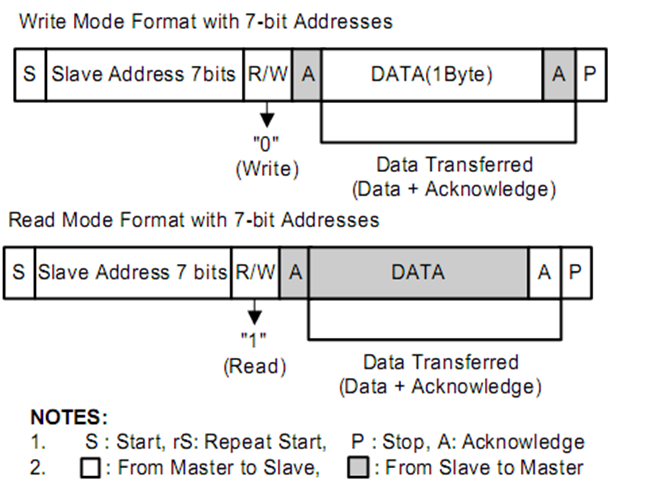 Write Mode Format with 7-bit Addresses
S Slave Address 7bits R/W A DATA(1Byte) A P
"0"
(Write)
Data Transferred
(Data + Acknowledge)
Read Mode Format with 7-bit Addresses
S Slave Address 7 bits R/W A DATA A P
"1"
(Read)
Data Transferred
(Data + Acknowledge)
NOTES:
1. S : Start, rS: Repeat Start, P : Stop, A: Acknowledge
2. : From Master to Slave, : From Slave to Master